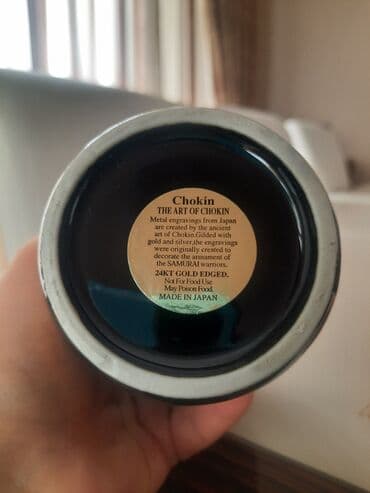 Chokin
THE ART OF CHOKIN
Metal engravings from Japan
are created by the ancient
art of Chokin.Gilded with
gold and silver,the engravings
were originally created to
decorate the armament of
the SAMURAI warriors.
24KT GOLD EDGED.
Not For Food Use
May Poison Food.
MADE IN JAPAN